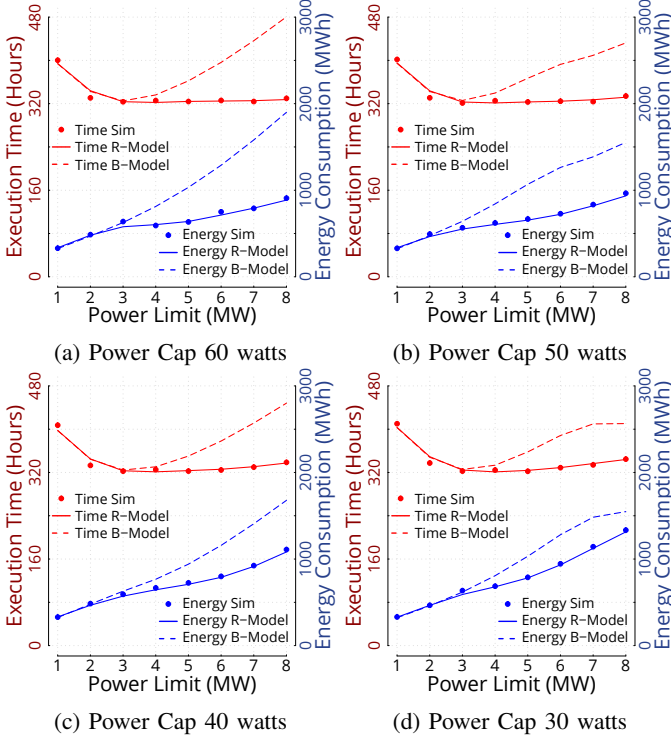 480
320
160
0
Execution Time (Hours)
Time Sim
Time R−Model
Time B−Model
Energy Sim
Energy R−Model
Energy B−Model
3000
2000
1000
0
Energy Consumption (MWh)
1 2 3 4 5 6 7 8
Power Limit (MW)
(a) Power Cap 60 watts
480
320
160
0
Execution Time (Hours)
Time Sim
Time R−Model
Time B−Model
Energy Sim
Energy R−Model
Energy B−Model
3000
2000
1000
0
Energy Consumption (MWh)
1 2 3 4 5 6 7 8
Power Limit (MW)
(b) Power Cap 50 watts
480
320
160
0
Execution Time (Hours)
Time Sim
Time R−Model
Time B−Model
Energy Sim
Energy R−Model
Energy B−Model
3000
2000
1000
0
Energy Consumption (MWh)
1 2 3 4 5 6 7 8
Power Limit (MW)
(c) Power Cap 40 watts
480
320
160
0
Execution Time (Hours)
Time Sim
Time R−Model
Time B−Model
Energy Sim
Energy R−Model
Energy B−Model
3000
2000
1000
0
Energy Consumption (MWh)
1 2 3 4 5 6 7 8
Power Limit (MW)
(d) Power Cap 30 watts